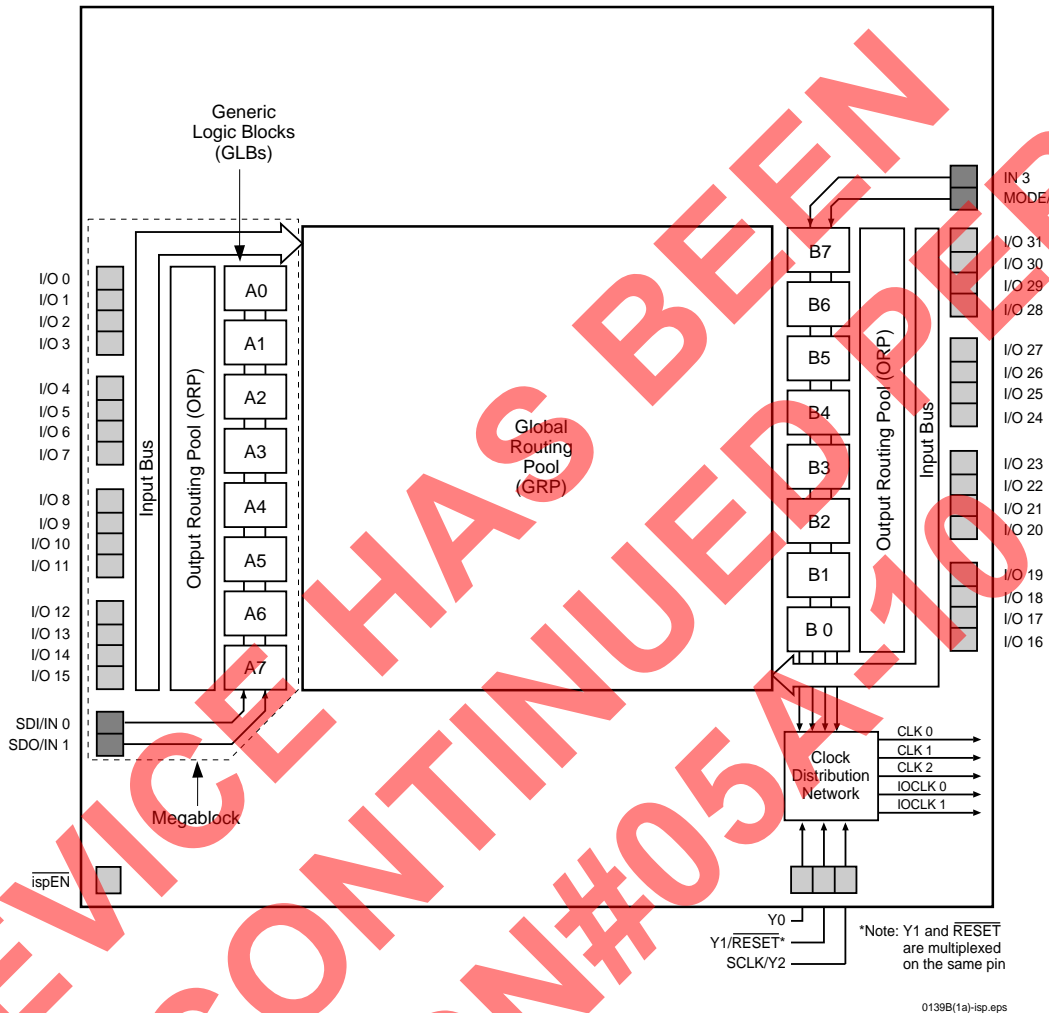 Generic
Logic Blocks
(GLBs)
IN 3
MODE/
I/O 0
I/O 1
I/O 2
I/O 3
I/O 4
I/O 5
I/O 6
I/O 7
I/O 8
I/O 9
I/O 10
I/O 11
I/O 12
I/O 13
I/O 14
I/O 15
SDI/IN 0
SDO/IN 1
Input Bus
Output Routing Pool (ORP)
A0
A1
A2
A3
A4
A5
A6
A7
Megablock
ispEN
Global
Routing
Pool
(GRP)
B7
B6
B5
B4
B3
B2
B1
B 0
Output Routing Pool (ORP)
Input Bus
I/O 31
I/O 30
I/O 29
I/O 28
I/O 27
I/O 26
I/O 25
I/O 24
I/O 23
I/O 22
I/O 21
I/O 20
I/O 19
I/O 18
I/O 17
I/O 16
Clock
Distribution
Network
CLK 0
CLK 1
CLK 2
IOCLK 0
IOCLK 1
Y0
Y1/RESET*
SCLK/Y2
*Note: Y1 and RESET
are multiplexed
on the same pin
0139B(1a)-isp.eps
EVICE HAS BEEN
CONTINUED PER
N#05A-10